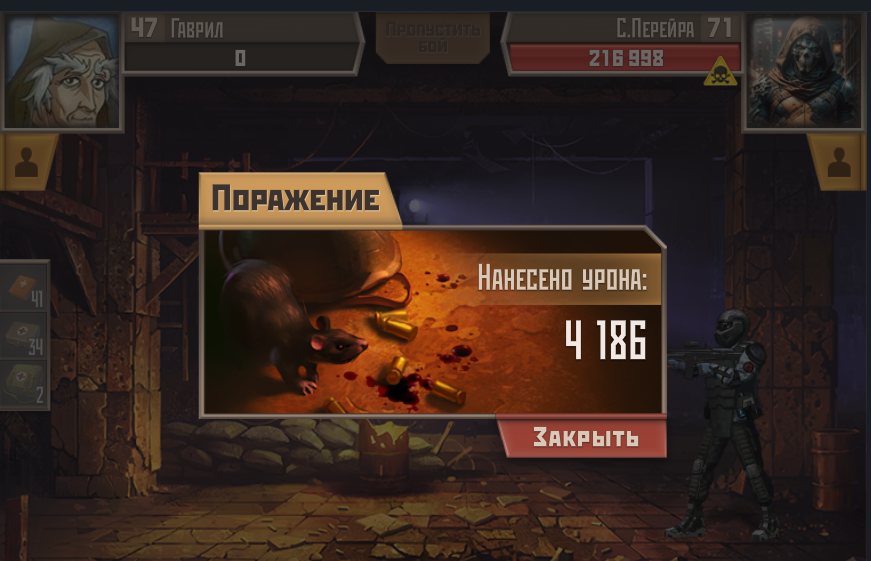 47 Гаврил
0
Пропустить
бой
С.Перейра 71
216 998
Поражение
Нанесено урона:
4 186
41
34
2
Закрыть